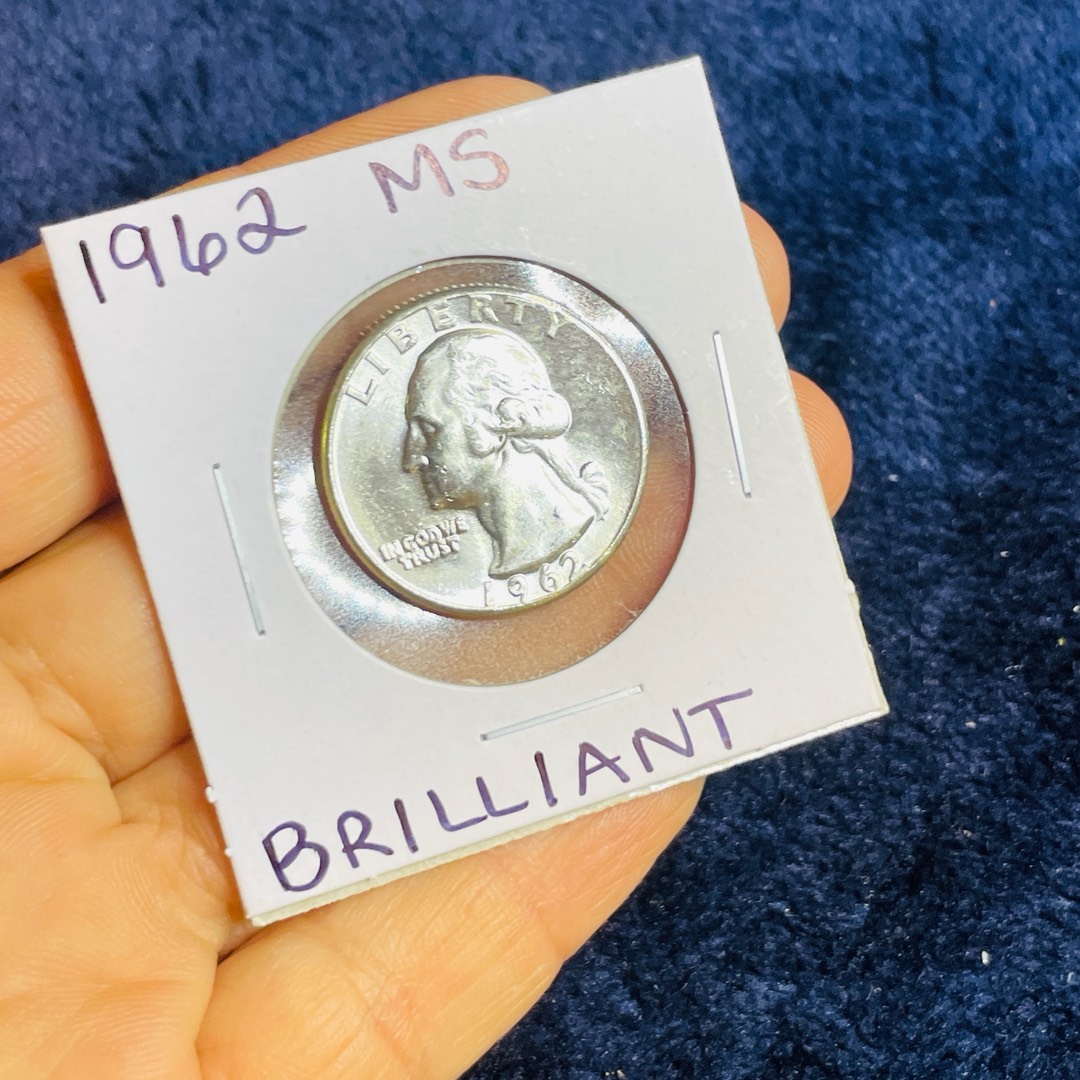 1962 MS
LIBERTY
IN GOD WE
TRUST
1962
BRILLIANT